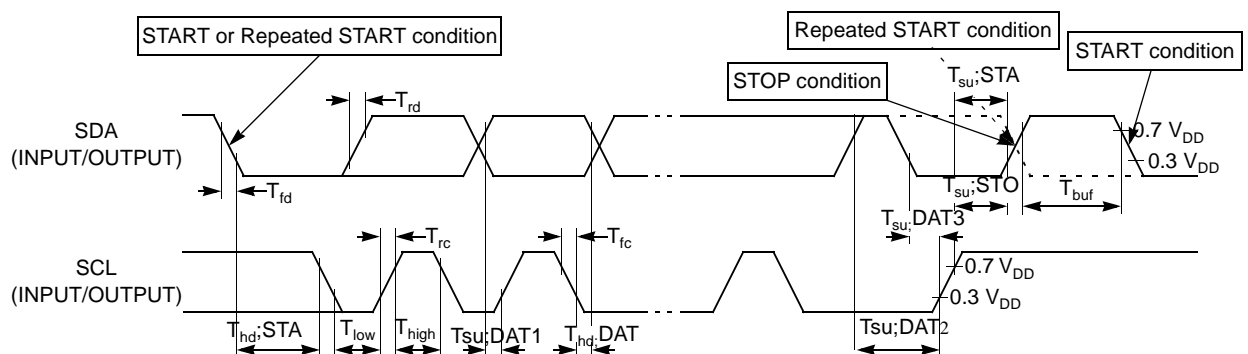 START or Repeated START condition
Repeated START condition
START condition
STOP condition
Tsu;STA
Trd
SDA
(INPUT/OUTPUT)
0.7 VDD
0.3 VDD
Tfd
Tsu;STO
Tbuf
Tsu;DAT3
Trc
Tfc
SCL
(INPUT/OUTPUT)
0.7 VDD
0.3 VDD
Thd;STA
Tlow
Thigh
Tsu;DAT1
Thd;DAT
Tsu;DAT2